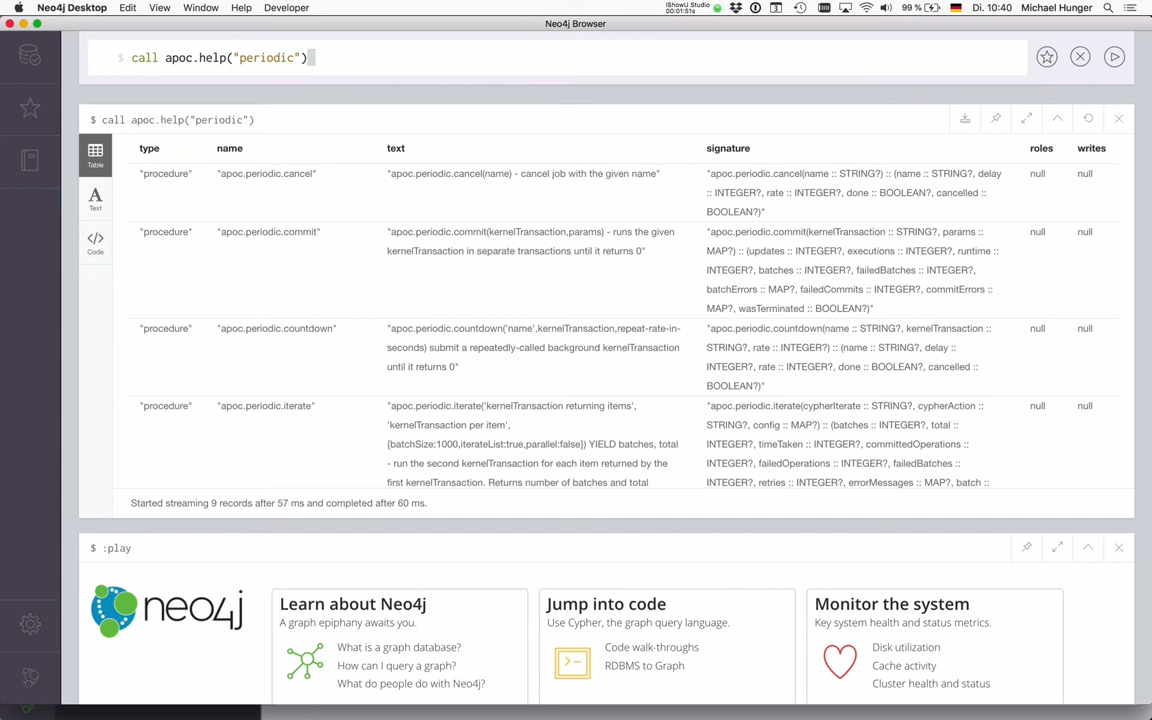 Neo4j Desktop Edit View Window Help Developer
iShowU Studio
00:01:51s
99 % Di. 10:40 Michael Hunger
Neo4j Browser
$ call apoc.help("periodic")
$ call apoc.help("periodic")
Table
A
Text
Code
type name text signature roles writes
"procedure" "apoc.periodic.cancel" "apoc.periodic.cancel(name) - cancel job with the given name" "apoc.periodic.cancel(name :: STRING?) :: (name :: STRING?, delay null null
:: INTEGER?, rate :: INTEGER?, done :: BOOLEAN?, cancelled ::
BOOLEAN?)"
"procedure" "apoc.periodic.commit" "apoc.periodic.commit(kernelTransaction,params) - runs the given "apoc.periodic.commit(kernelTransaction :: STRING?, params :: null null
kernelTransaction in separate transactions until it returns 0" MAP?) :: (updates :: INTEGER?, executions :: INTEGER?, runtime ::
INTEGER?, batches :: INTEGER?, failedBatches :: INTEGER?,
batchErrors :: MAP?, failedCommits :: INTEGER?, commitErrors ::
MAP?, wasTerminated :: BOOLEAN?)"
"procedure" "apoc.periodic.countdown" "apoc.periodic.countdown('name',kernelTransaction,repeat-rate-in- "apoc.periodic.countdown(name :: STRING?, kernelTransaction :: null null
seconds) submit a repeatedly-called background kernelTransaction STRING?, rate :: INTEGER?) :: (name :: STRING?, delay ::
until it returns 0" INTEGER?, rate :: INTEGER?, done :: BOOLEAN?, cancelled ::
BOOLEAN?)"
"procedure" "apoc.periodic.iterate" "apoc.periodic.iterate('kernelTransaction returning items', "apoc.periodic.iterate(cypherIterate :: STRING?, cypherAction :: null null
'kernelTransaction per item', STRING?, config :: MAP?) :: (batches :: INTEGER?, total ::
{batchSize:1000,iterateList:true,parallel:false}) YIELD batches, total INTEGER?, timeTaken :: INTEGER?, committedOperations ::
- run the second kernelTransaction for each item returned by the INTEGER?, failedOperations :: INTEGER?, failedBatches ::
first kernelTransaction. Returns number of batches and total INTEGER?, retries :: INTEGER?, errorMessages :: MAP?, batch ::
Started streaming 9 records after 57 ms and completed after 60 ms.
$ :play
neo4j
Learn about Neo4j
A graph epiphany awaits you.
What is a graph database?
How can I query a graph?
What do people do with Neo4j?
Jump into code
Use Cypher, the graph query language.
Code walk-throughs
RDBMS to Graph
Monitor the system
Key system health and status metrics.
Disk utilization
Cache activity
Cluster health and status